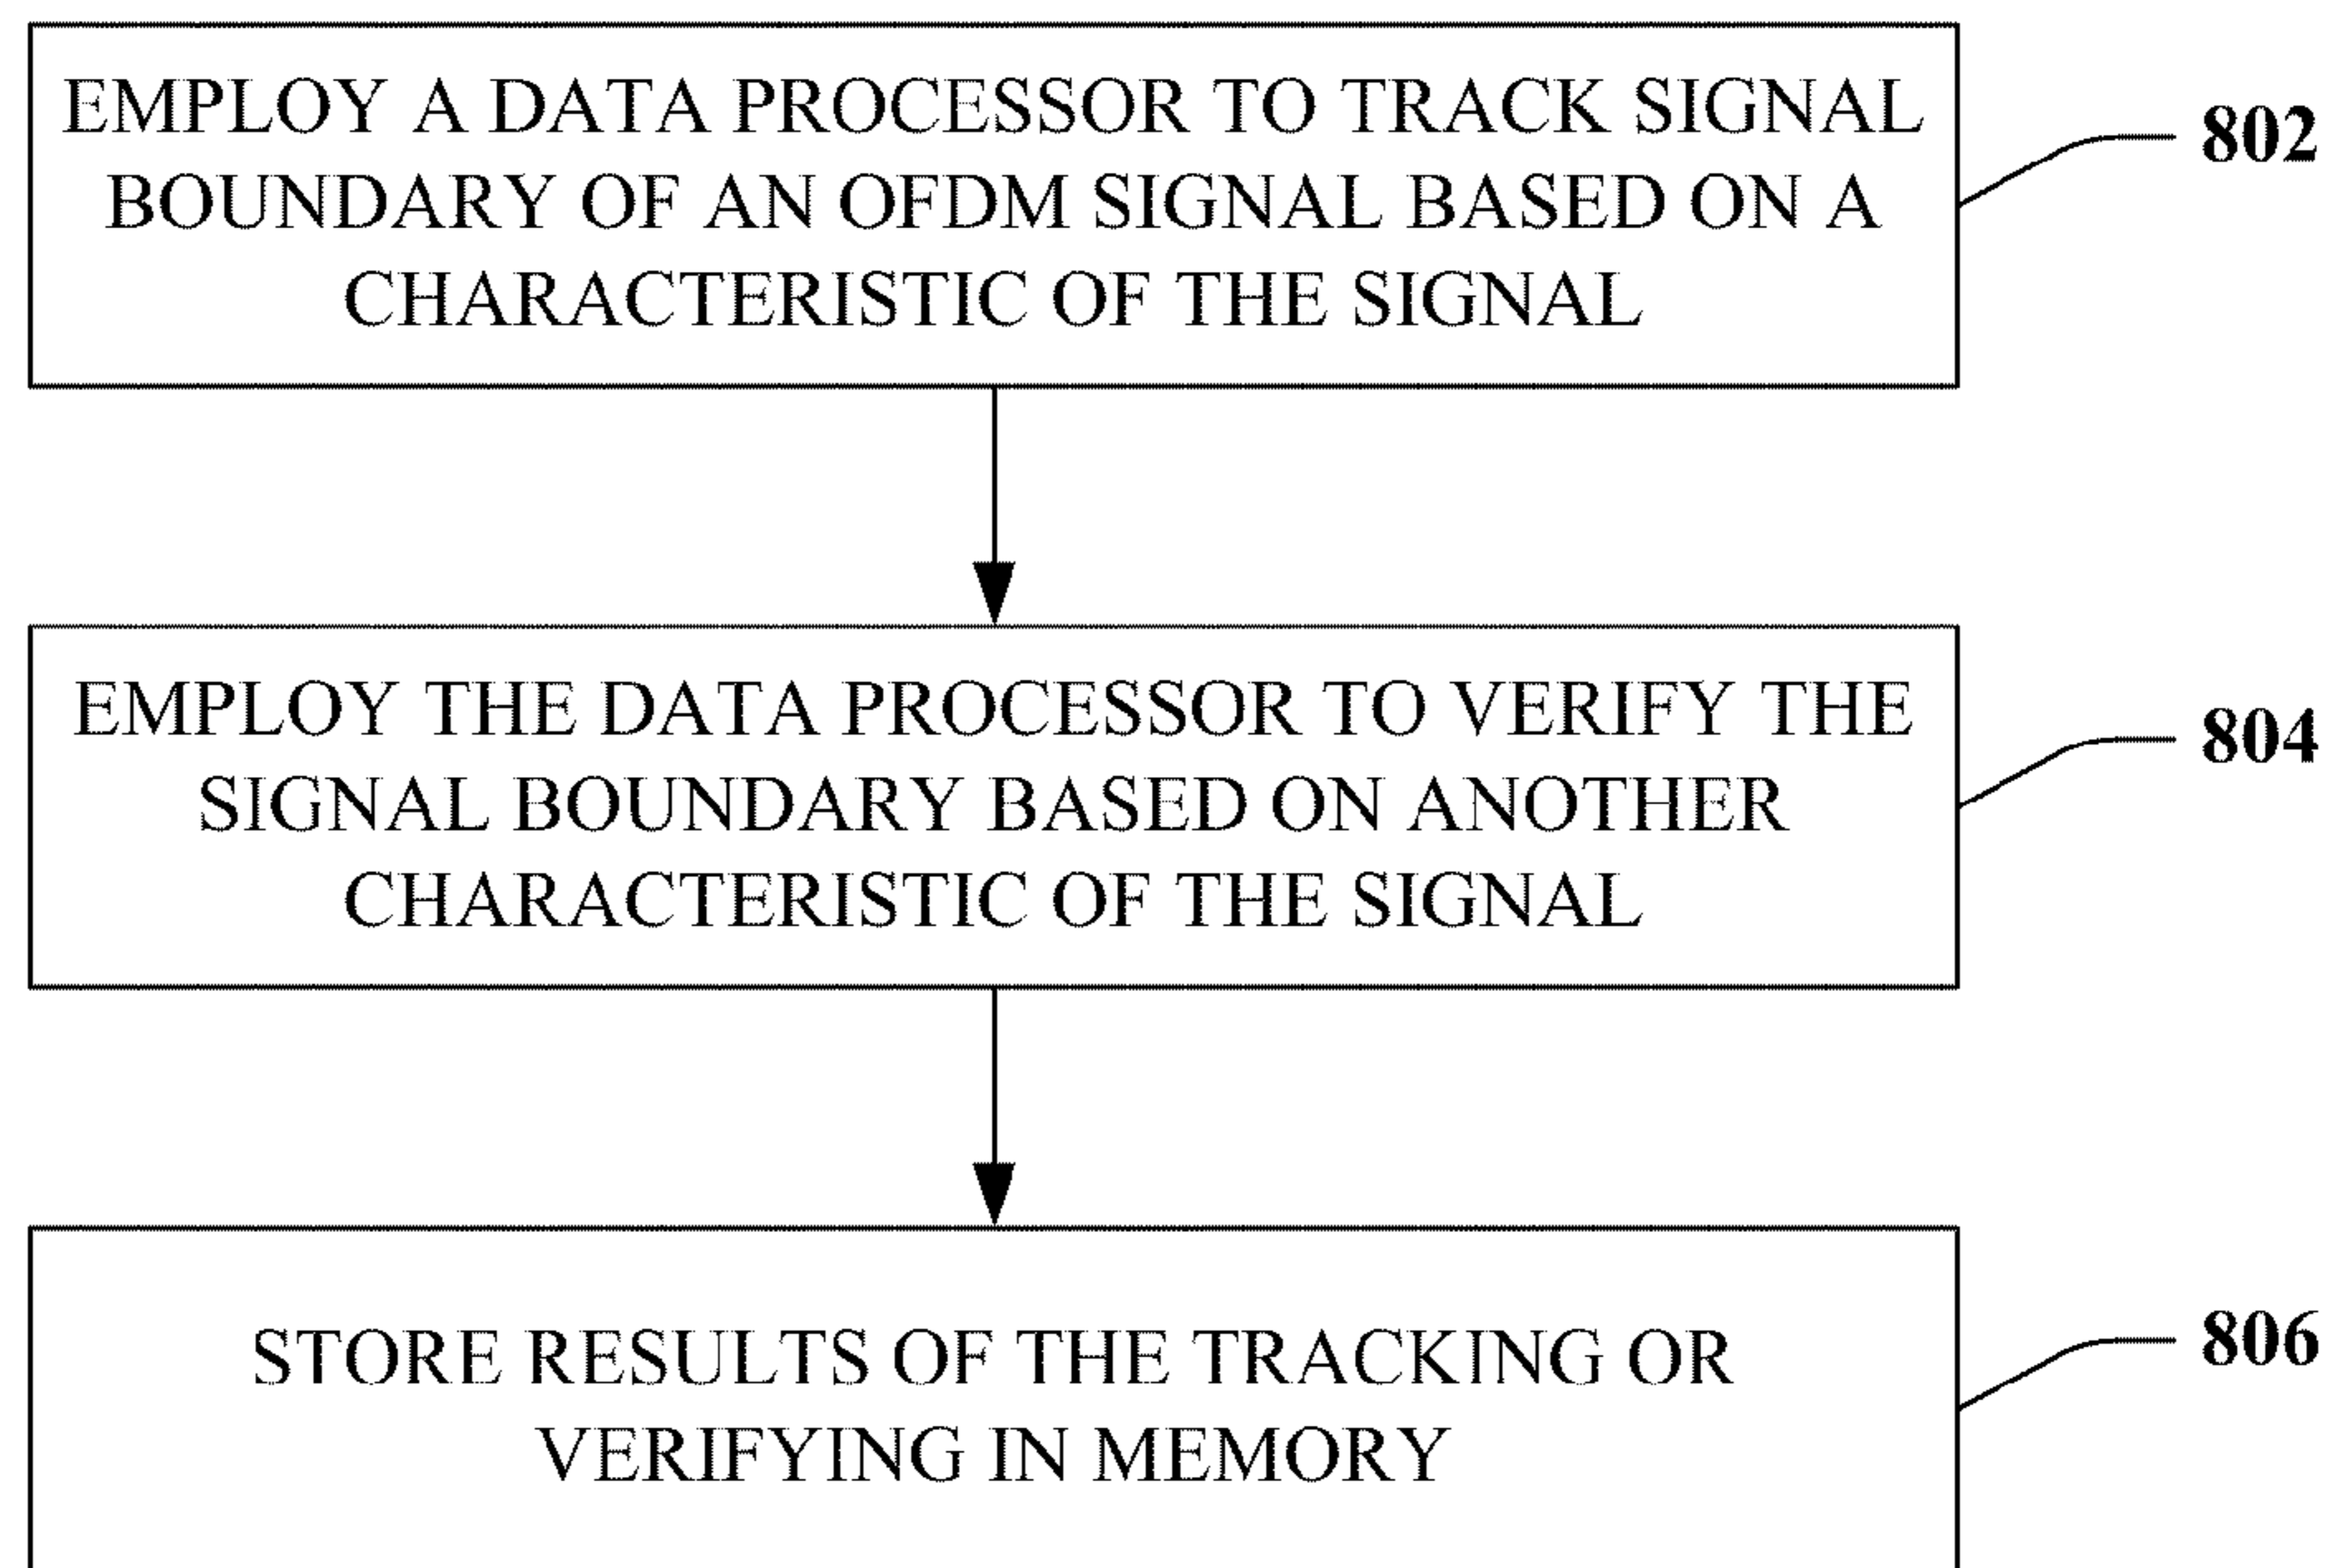 EMPLOY A DATA PROCESSOR TO TRACK SIGNAL
BOUNDARY OF AN OFDM SIGNAL BASED ON A
CHARACTERISTIC OF THE SIGNAL
802
EMPLOY THE DATA PROCESSOR TO VERIFY THE
SIGNAL BOUNDARY BASED ON ANOTHER
CHARACTERISTIC OF THE SIGNAL
804
STORE RESULTS OF THE TRACKING OR
VERIFYING IN MEMORY
806